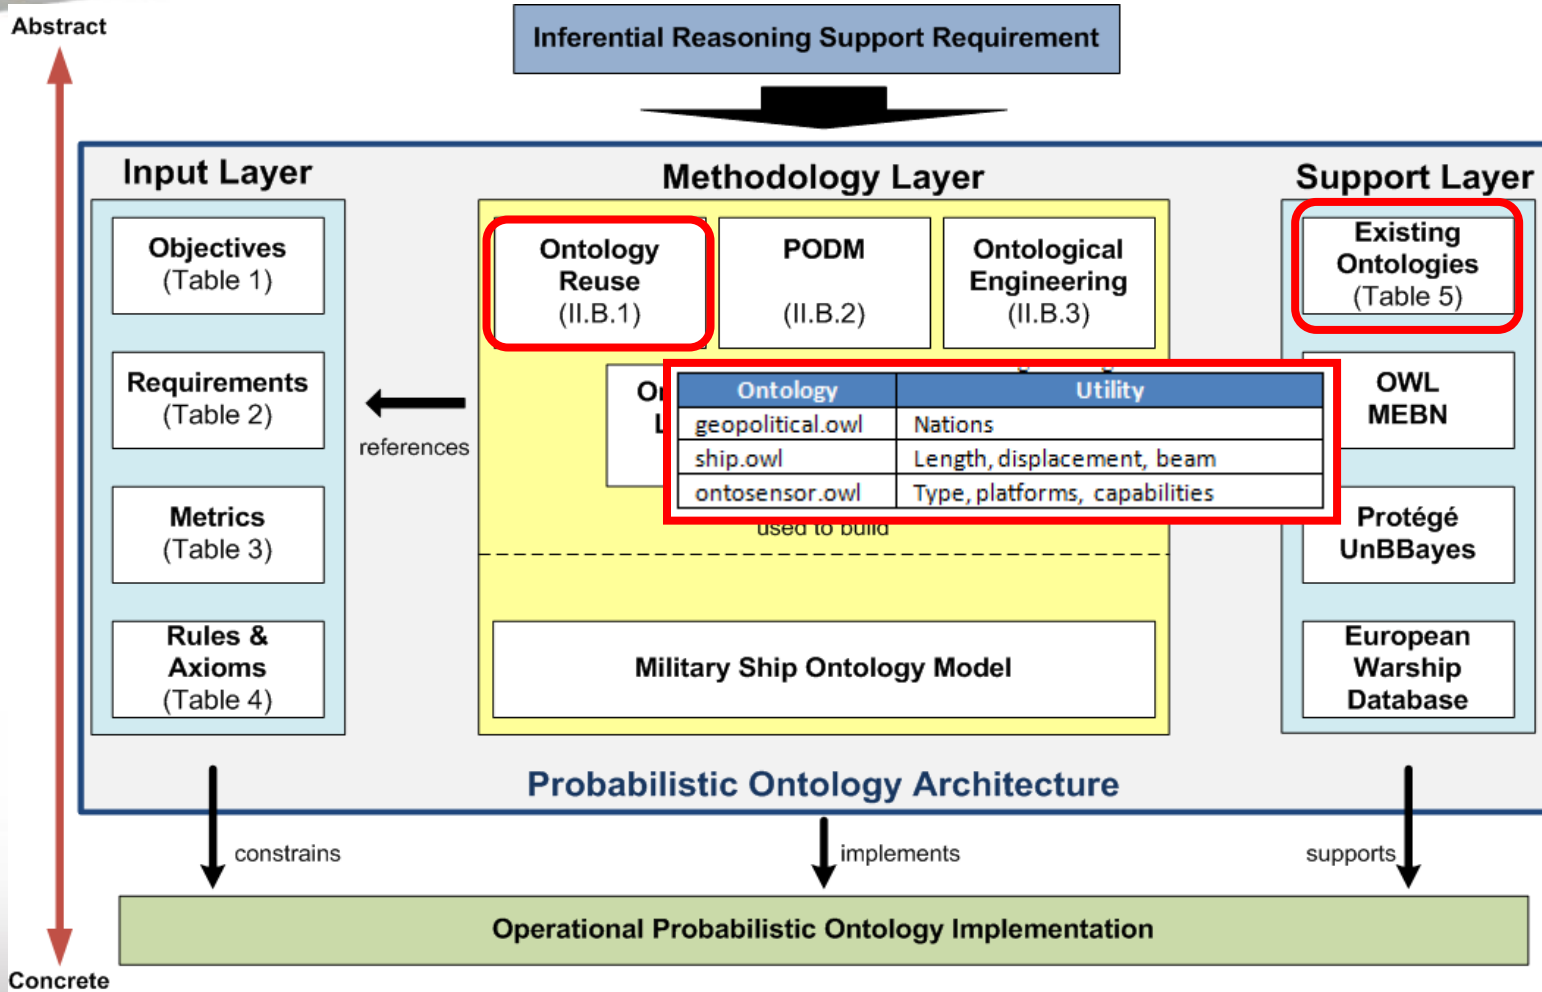 Abstract
Inferential Reasoning Support Requirement
Input Layer
Objectives
(Table 1)
Requirements
(Table 2)
Metrics
(Table 3)
Rules &
Axioms
(Table 4)
references
Methodology Layer
Ontology
Reuse
(II.B.1)
PODM
(II.B.2)
Ontological
Engineering
(II.B.3)
Ontology Utility
geopolitical.owl Nations
ship.owl Length, displacement, beam
ontosensor.owl Type, platforms, capabilities
used to build
Military Ship Ontology Model
Support Layer
Existing
Ontologies
(Table 5)
OWL
MEBN
Protégé
UnBBayes
European
Warship
Database
Probabilistic Ontology Architecture
constrains
implements
supports
Operational Probabilistic Ontology Implementation
Concrete